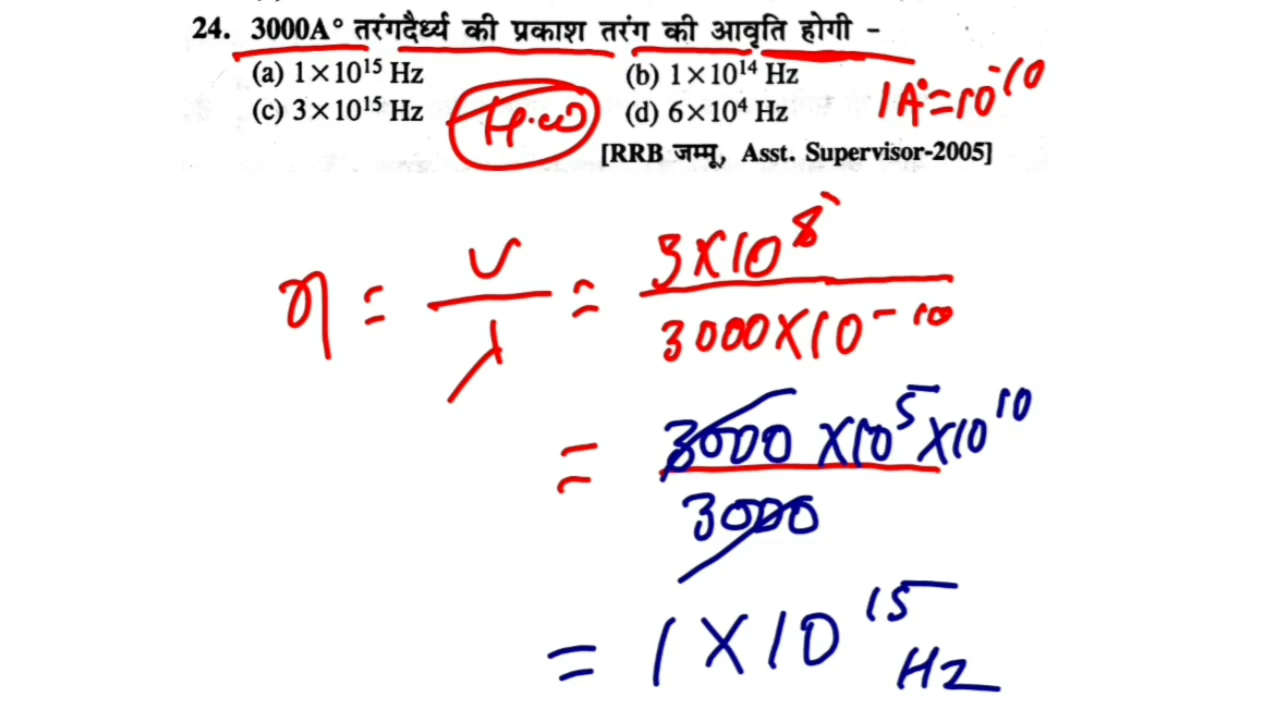 24. 3000A° तरंगदैर्ध्य की प्रकाश तरंग की आवृति होगी -
(a) 1×10¹⁵ Hz (b) 1×10¹⁴ Hz
(c) 3×10¹⁵ Hz (d) 6×10⁴ Hz
H.W
1A°=10⁻¹⁰
[RRB जम्मू, Asst. Supervisor-2005]
η = v/λ = 3×10⁸ / 3000×10⁻¹⁰
= 3000 ×10⁵×10¹⁰ / 3000
= 1×10¹⁵ Hz